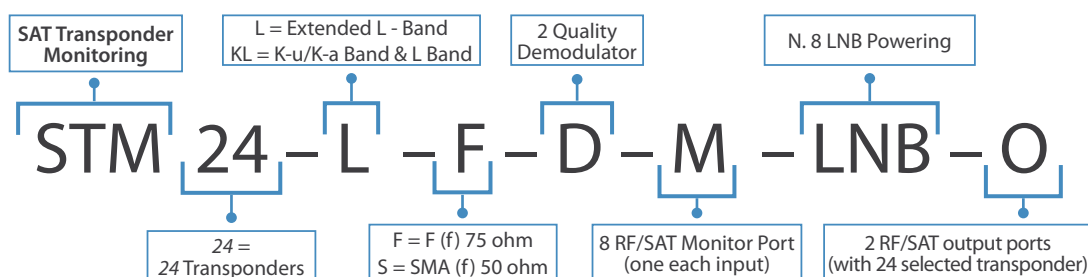 SAT Transponder
Monitoring
L = Extended L - Band
KL = K-u/K-a Band & L Band
2 Quality
Demodulator
N. 8 LNB Powering
STM 24 – L – F – D – M – LNB – O
24 =
24 Transponders
F = F (f) 75 ohm
S = SMA (f) 50 ohm
8 RF/SAT Monitor Port
(one each input)
2 RF/SAT output ports
(with 24 selected transponder)